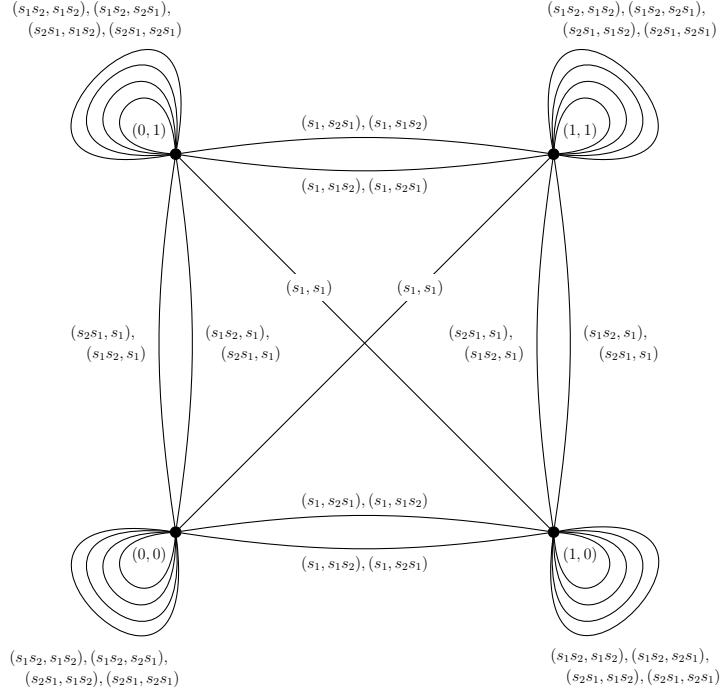 (s₁s₂, s₁s₂), (s₁s₂, s₂s₁),
(s₂s₁, s₁s₂), (s₂s₁, s₂s₁)
(s₁s₂, s₁s₂), (s₁s₂, s₂s₁),
(s₂s₁, s₁s₂), (s₂s₁, s₂s₁)
(0, 1)
(s₁, s₂s₁), (s₁, s₁s₂)
(1, 1)
(s₁, s₁s₂), (s₁, s₂s₁)
(s₁, s₁)
(s₁, s₁)
(s₂s₁, s₁),
(s₁s₂, s₁)
(s₁s₂, s₁),
(s₂s₁, s₁)
(s₂s₁, s₁),
(s₁s₂, s₁)
(s₁s₂, s₁),
(s₂s₁, s₁)
(s₁, s₂s₁), (s₁, s₁s₂)
(0, 0)
(s₁, s₁s₂), (s₁, s₂s₁)
(1, 0)
(s₁s₂, s₁s₂), (s₁s₂, s₂s₁),
(s₂s₁, s₁s₂), (s₂s₁, s₂s₁)
(s₁s₂, s₁s₂), (s₁s₂, s₂s₁),
(s₂s₁, s₁s₂), (s₂s₁, s₂s₁)